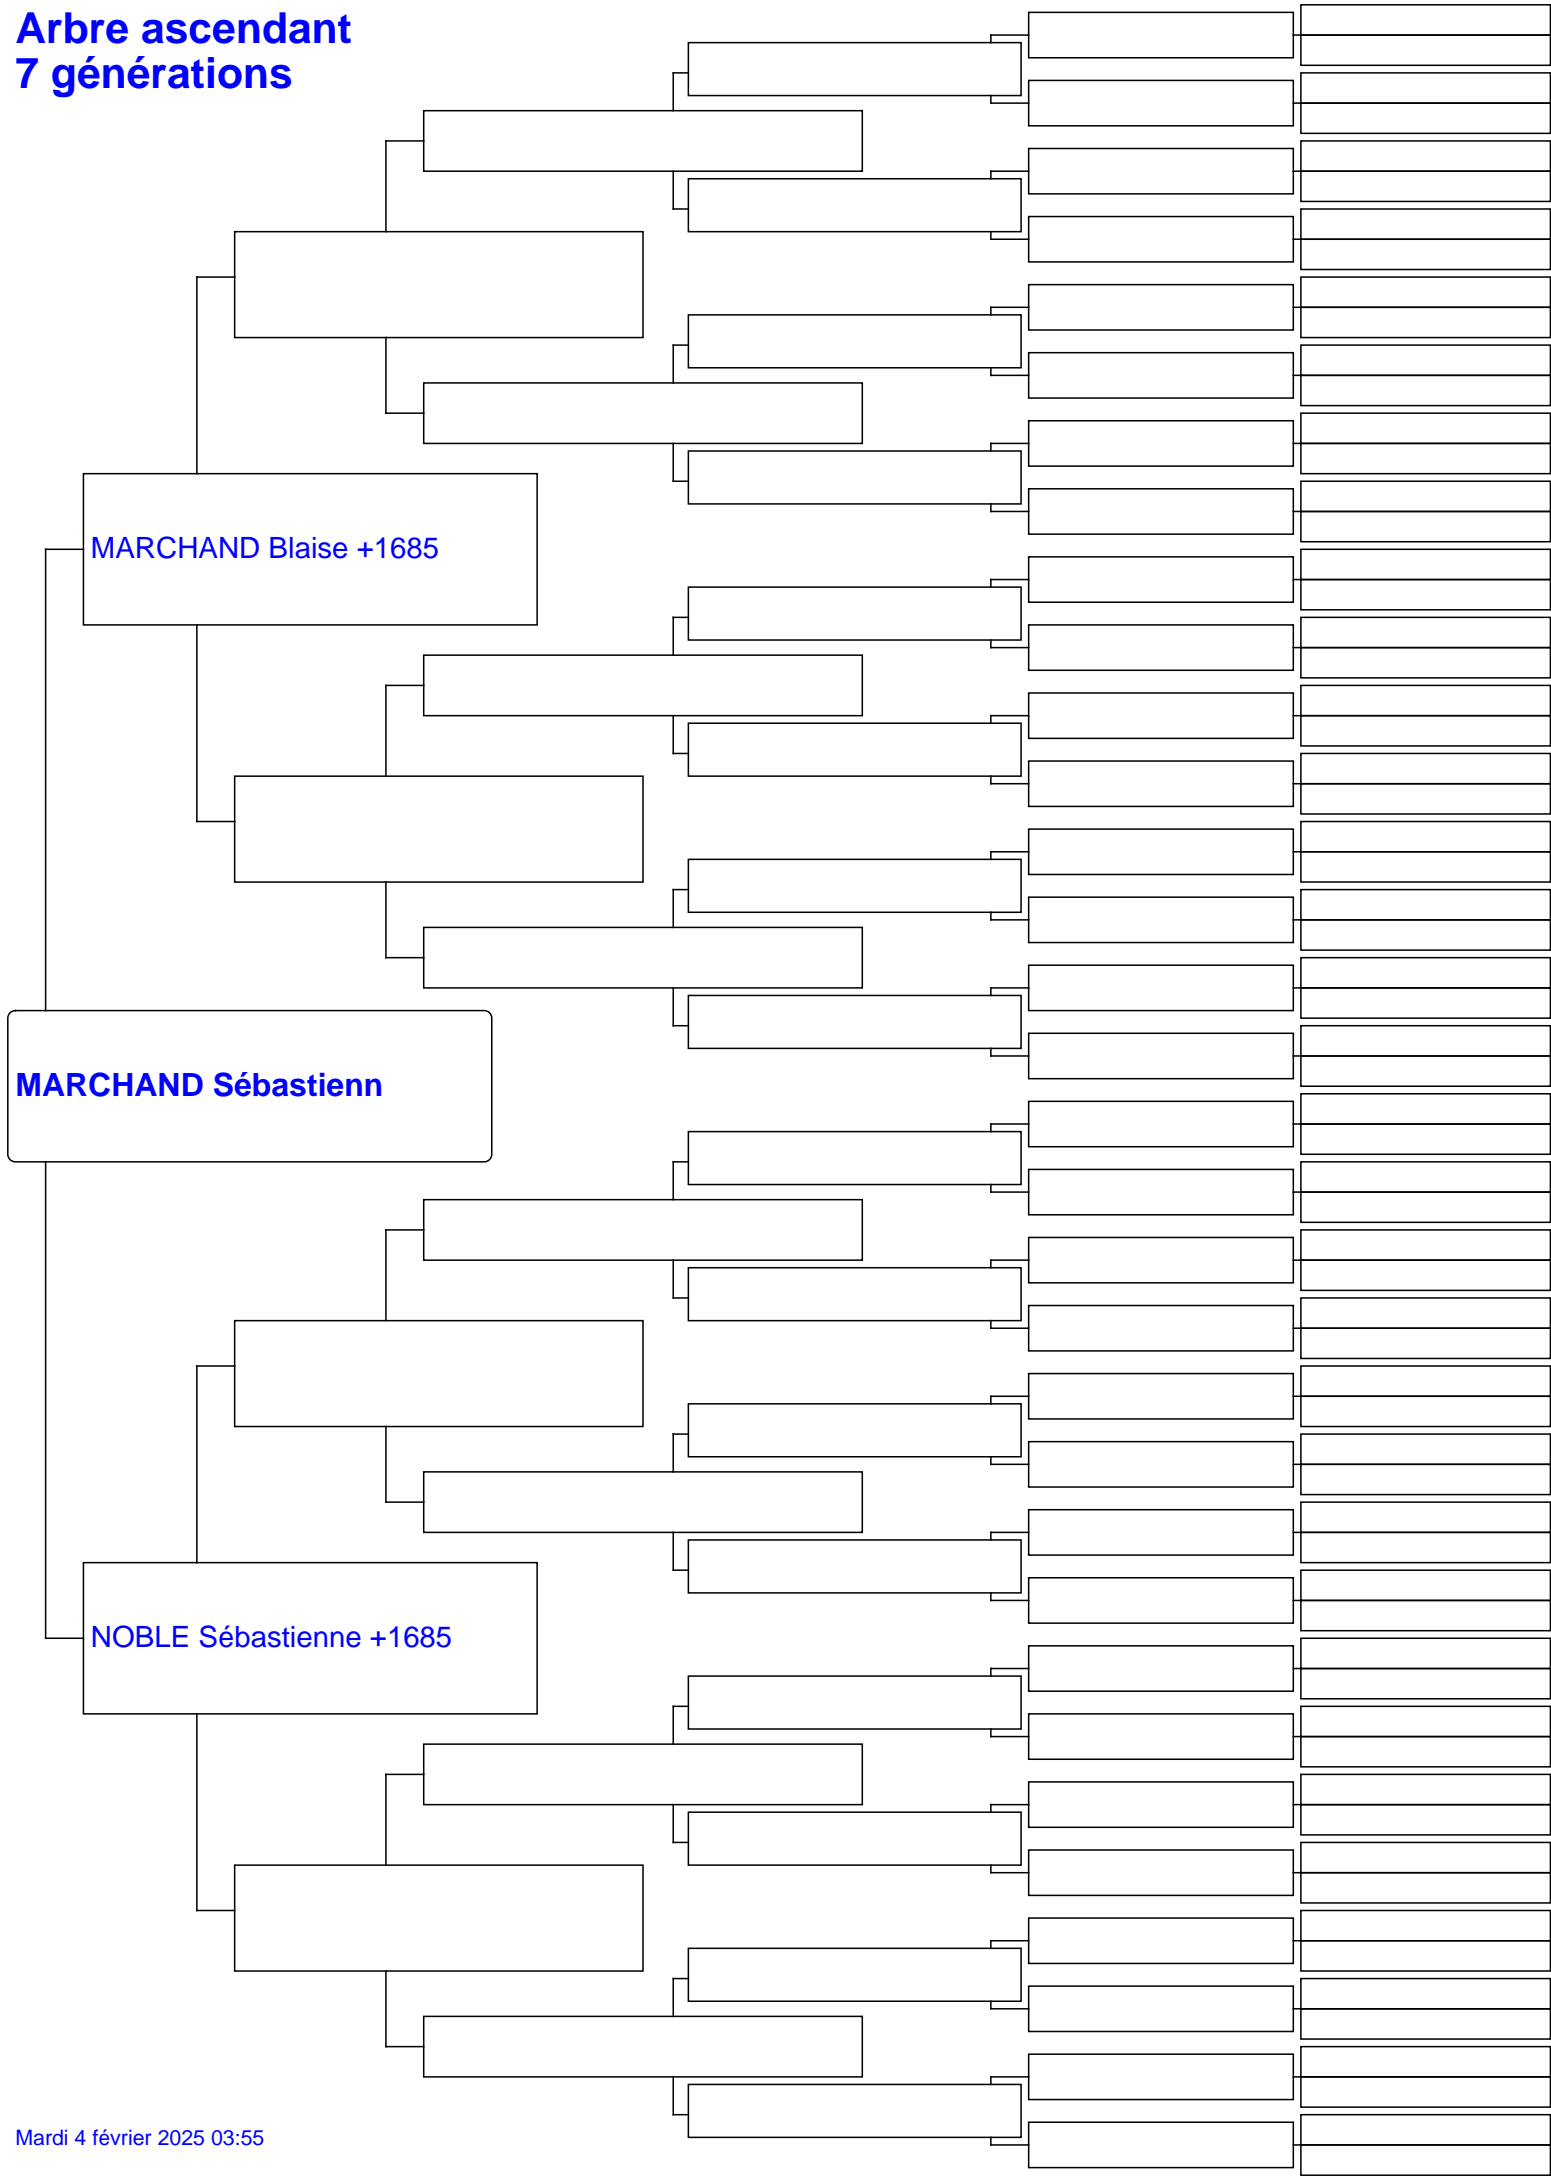 Arbre ascendant
7 générations
MARCHAND Blaise +1685
MARCHAND Sébastienn
NOBLE Sébastienne +1685
Mardi 4 février 2025 03:55